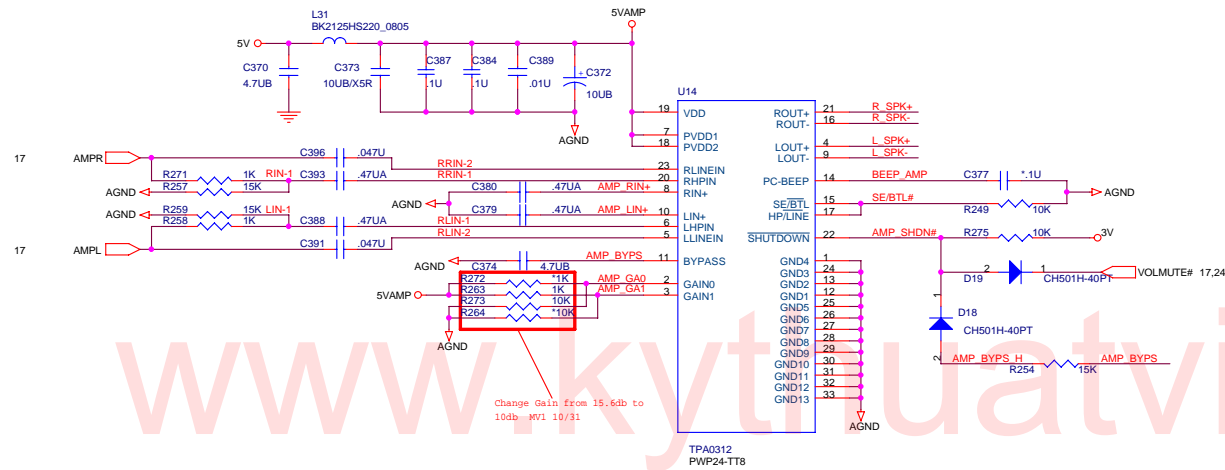 L31
BK2125HS220_0805
5VAMP
5V
C370
4.7UB
C373
10UB/X5R
C387
.1U
C384
.1U
C389
.01U
+
C372
10UB
AGND
U14
19 VDD
7 PVDD1
18 PVDD2
23 RLINEIN
20 RHPIN
8 RIN+
10 LIN+
6 LHPIN
5 LLINEIN
11 BYPASS
2 GAIN0
3 GAIN1
ROUT+ 21 R_SPK+
ROUT- 16 R_SPK-
LOUT+ 4 L_SPK+
LOUT- 9 L_SPK-
PC-BEEP 14 BEEP_AMP C377 *.1U
AGND
SE/BTL 15 SE/BTL#
HP/LINE 17
R249 10K
SHUTDOWN 22 AMP_SHDN# R275 10K
3V
GND4 1
GND3 24
GND2 13
GND1 12
GND5 25
GND6 26
GND7 27
GND8 28
GND9 29
GND10 30
GND11 31
GND12 32
GND13 33
AGND
2 D19 1 CH501H-40PT
VOLMUTE# 17,24
1
D18
CH501H-40PT
2
AMP_BYPS_H R254 15K AMP_BYPS
17 AMPR
C396 .047U RRIN-2
R271 1K RIN-1 C393 .47UA RRIN-1
AGND R257 15K
C380 .47UA AMP_RIN+
AGND
C379 .47UA AMP_LIN+
AGND R259 15K LIN-1
R258 1K C388 .47UA RLIN-1
17 AMPL
C391 .047U RLIN-2
AGND C374 4.7UB AMP_BYPS
R272 *1K AMP_GA0
5VAMP R263 1K AMP_GA1
R273 10K
R264 *10K
AGND
Change Gain from 15.6db to
10db MV1 10/31
TPA0312
PWP24-TT8
www.kythuatvi